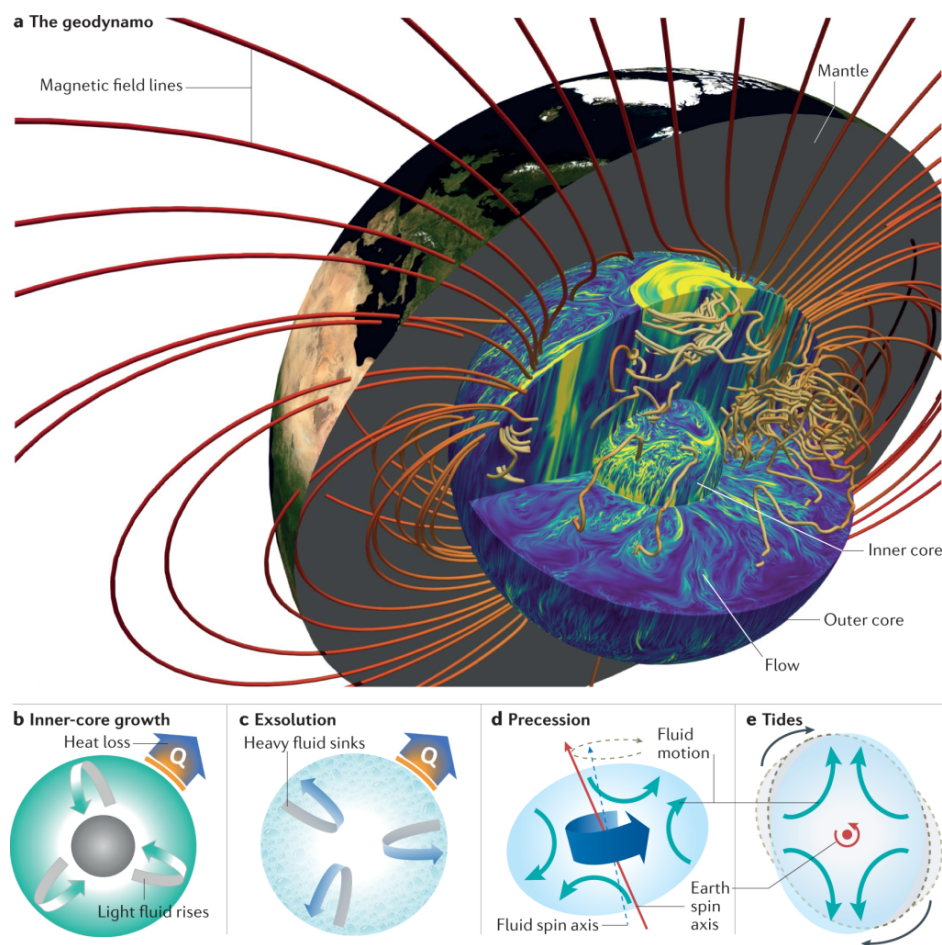 a The geodynamo
Magnetic field lines
Mantle
Inner core
Outer core
Flow
b Inner-core growth
Heat loss
Q
Light fluid rises
c Exsolution
Heavy fluid sinks
Q
d Precession
Fluid
motion
Fluid spin axis
Earth
spin
axis
e Tides